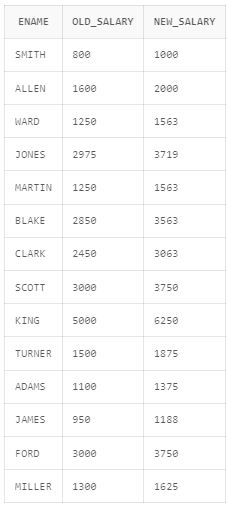 ENAME OLD_SALARY NEW_SALARY
SMITH 800 1000
ALLEN 1600 2000
WARD 1250 1563
JONES 2975 3719
MARTIN 1250 1563
BLAKE 2850 3563
CLARK 2450 3063
SCOTT 3000 3750
KING 5000 6250
TURNER 1500 1875
ADAMS 1100 1375
JAMES 950 1188
FORD 3000 3750
MILLER 1300 1625